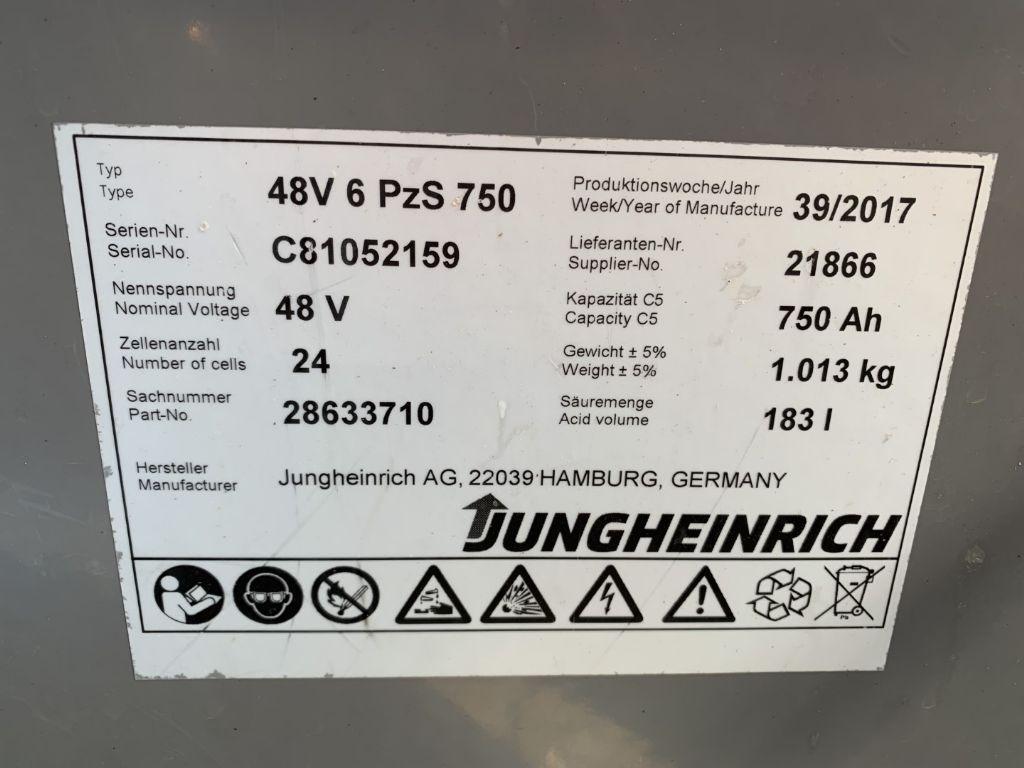 Typ
Type
48V 6 PzS 750
Produktionswoche/Jahr
Week/Year of Manufacture
39/2017
Serien-Nr.
Serial-No.
C81052159
Lieferanten-Nr.
Supplier-No.
21866
Nennspannung
Nominal Voltage
48 V
Kapazität C5
Capacity C5
750 Ah
Zellenanzahl
Number of cells
24
Gewicht ± 5%
Weight ± 5%
1.013 kg
Sachnummer
Part-No.
28633710
Säuremenge
Acid volume
183 l
Hersteller
Manufacturer
Jungheinrich AG, 22039 HAMBURG, GERMANY
JUNGHEINRICH
Pb